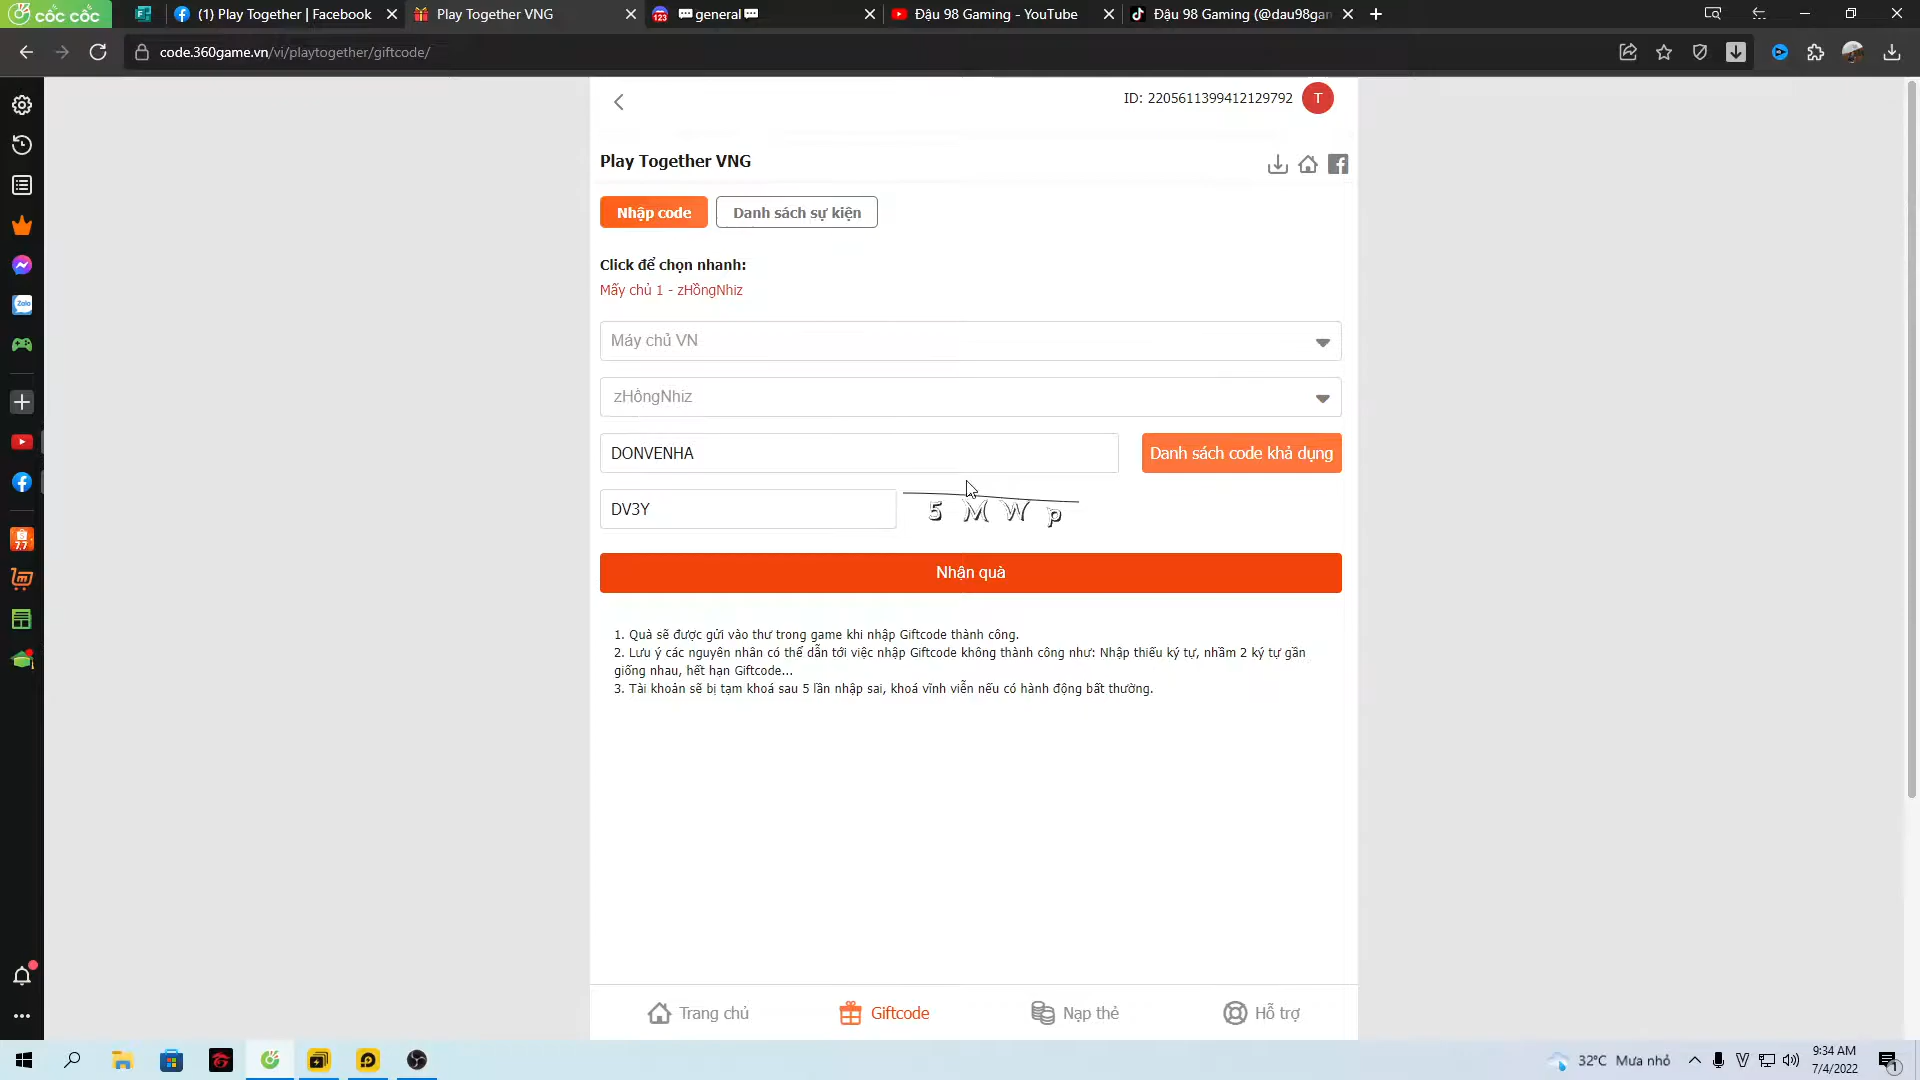 cốc cốc
(1) Play Together | Facebook
Play Together VNG
123
general
Đậu 98 Gaming - YouTube
Đậu 98 Gaming (@dau98gan
code.360game.vn/vi/playtogether/giftcode/
ID: 2205611399412129792
T
Play Together VNG
Nhập code
Danh sách sự kiện
Click để chọn nhanh:
Mấy chủ 1 - zHồngNhiz
Máy chủ VN
zHồngNhiz
DONVENHA
Danh sách code khả dụng
DV3Y
5 M W p
Nhận quà
1. Quà sẽ được gửi vào thư trong game khi nhập Giftcode thành công.
2. Lưu ý các nguyên nhân có thể dẫn tới việc nhập Giftcode không thành công như: Nhập thiếu ký tự, nhầm 2 ký tự gần
giống nhau, hết hạn Giftcode...
3. Tài khoản sẽ bị tạm khoá sau 5 lần nhập sai, khoá vĩnh viễn nếu có hành động bất thường.
Zalo
7.7
Trang chủ
Giftcode
Nạp thẻ
Hỗ trợ
32°C Mưa nhỏ
V
9:34 AM
7/4/2022
1